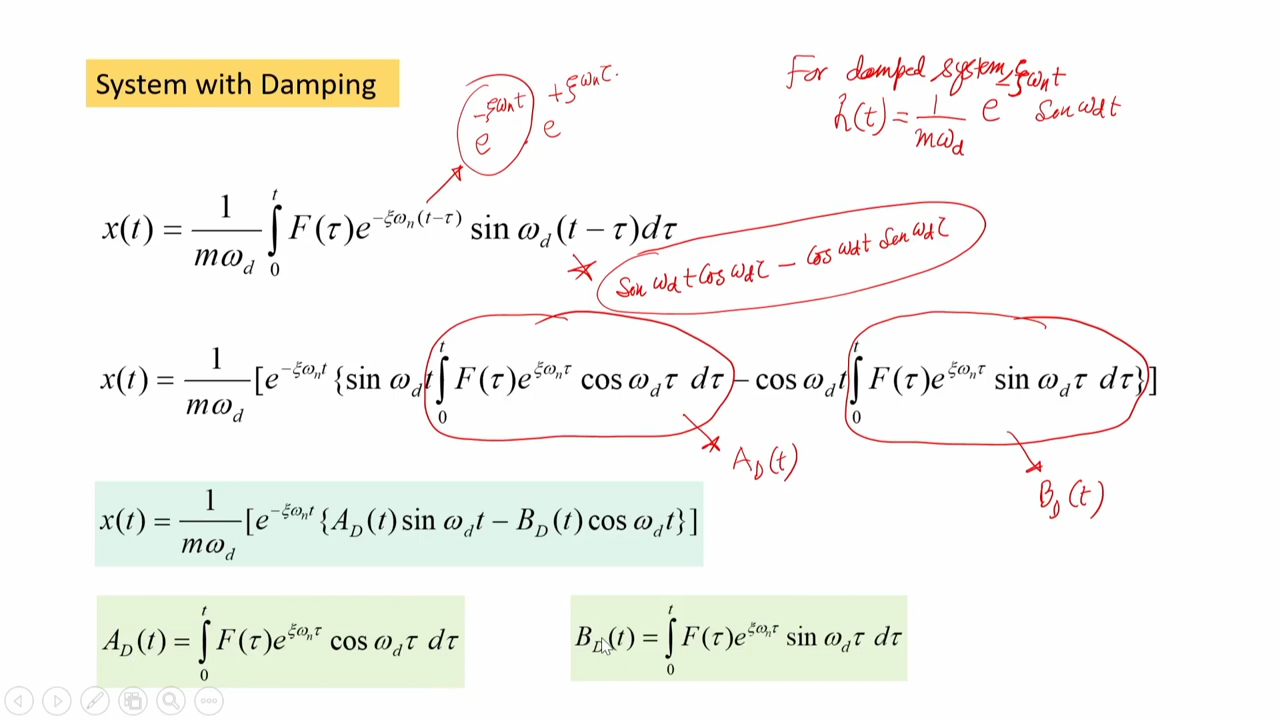 System with Damping
For damped system
h(t) = 1/(mω_d) e^{-ξω_n t} Sin ω_d t
e^{-ξω_n t} · e^{+ξω_n τ}
x(t) = 1/(mω_d) ∫_0^t F(τ)e^{-ξω_n(t-τ)} sin ω_d(t-τ)dτ
Sin ω_d t Cos ω_d τ - Cos ω_d t Sin ω_d τ
x(t) = 1/(mω_d) [e^{-ξω_n t} {sin ω_d t ∫_0^t F(τ)e^{ξω_n τ} cos ω_d τ dτ - cos ω_d t ∫_0^t F(τ)e^{ξω_n τ} sin ω_d τ dτ}]
A_D(t)
B_D(t)
x(t) = 1/(mω_d) [e^{-ξω_n t} {A_D(t) sin ω_d t - B_D(t) cos ω_d t}]
A_D(t) = ∫_0^t F(τ)e^{ξω_n τ} cos ω_d τ dτ
B_D(t) = ∫_0^t F(τ)e^{ξω_n τ} sin ω_d τ dτ